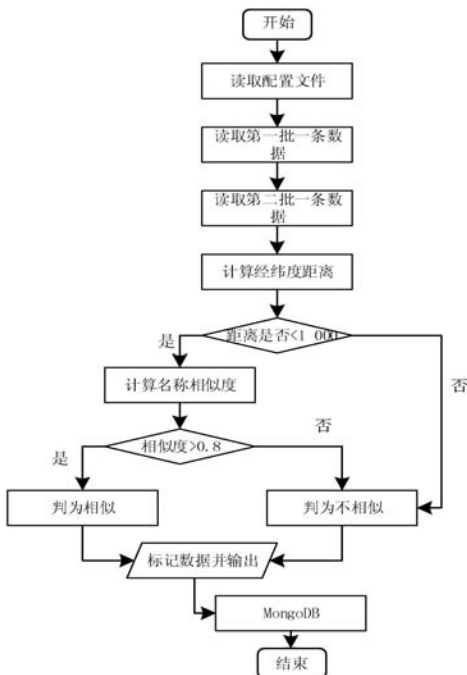 开始
读取配置文件
读取第一批一条数
据
读取第二批一条数
据
计算经纬度距离
距离是否<1 000
是
否
计算名称相似度
相似度>0.8
是
否
判为相似
判为不相似
标记数据并输出
MongoDB
结束